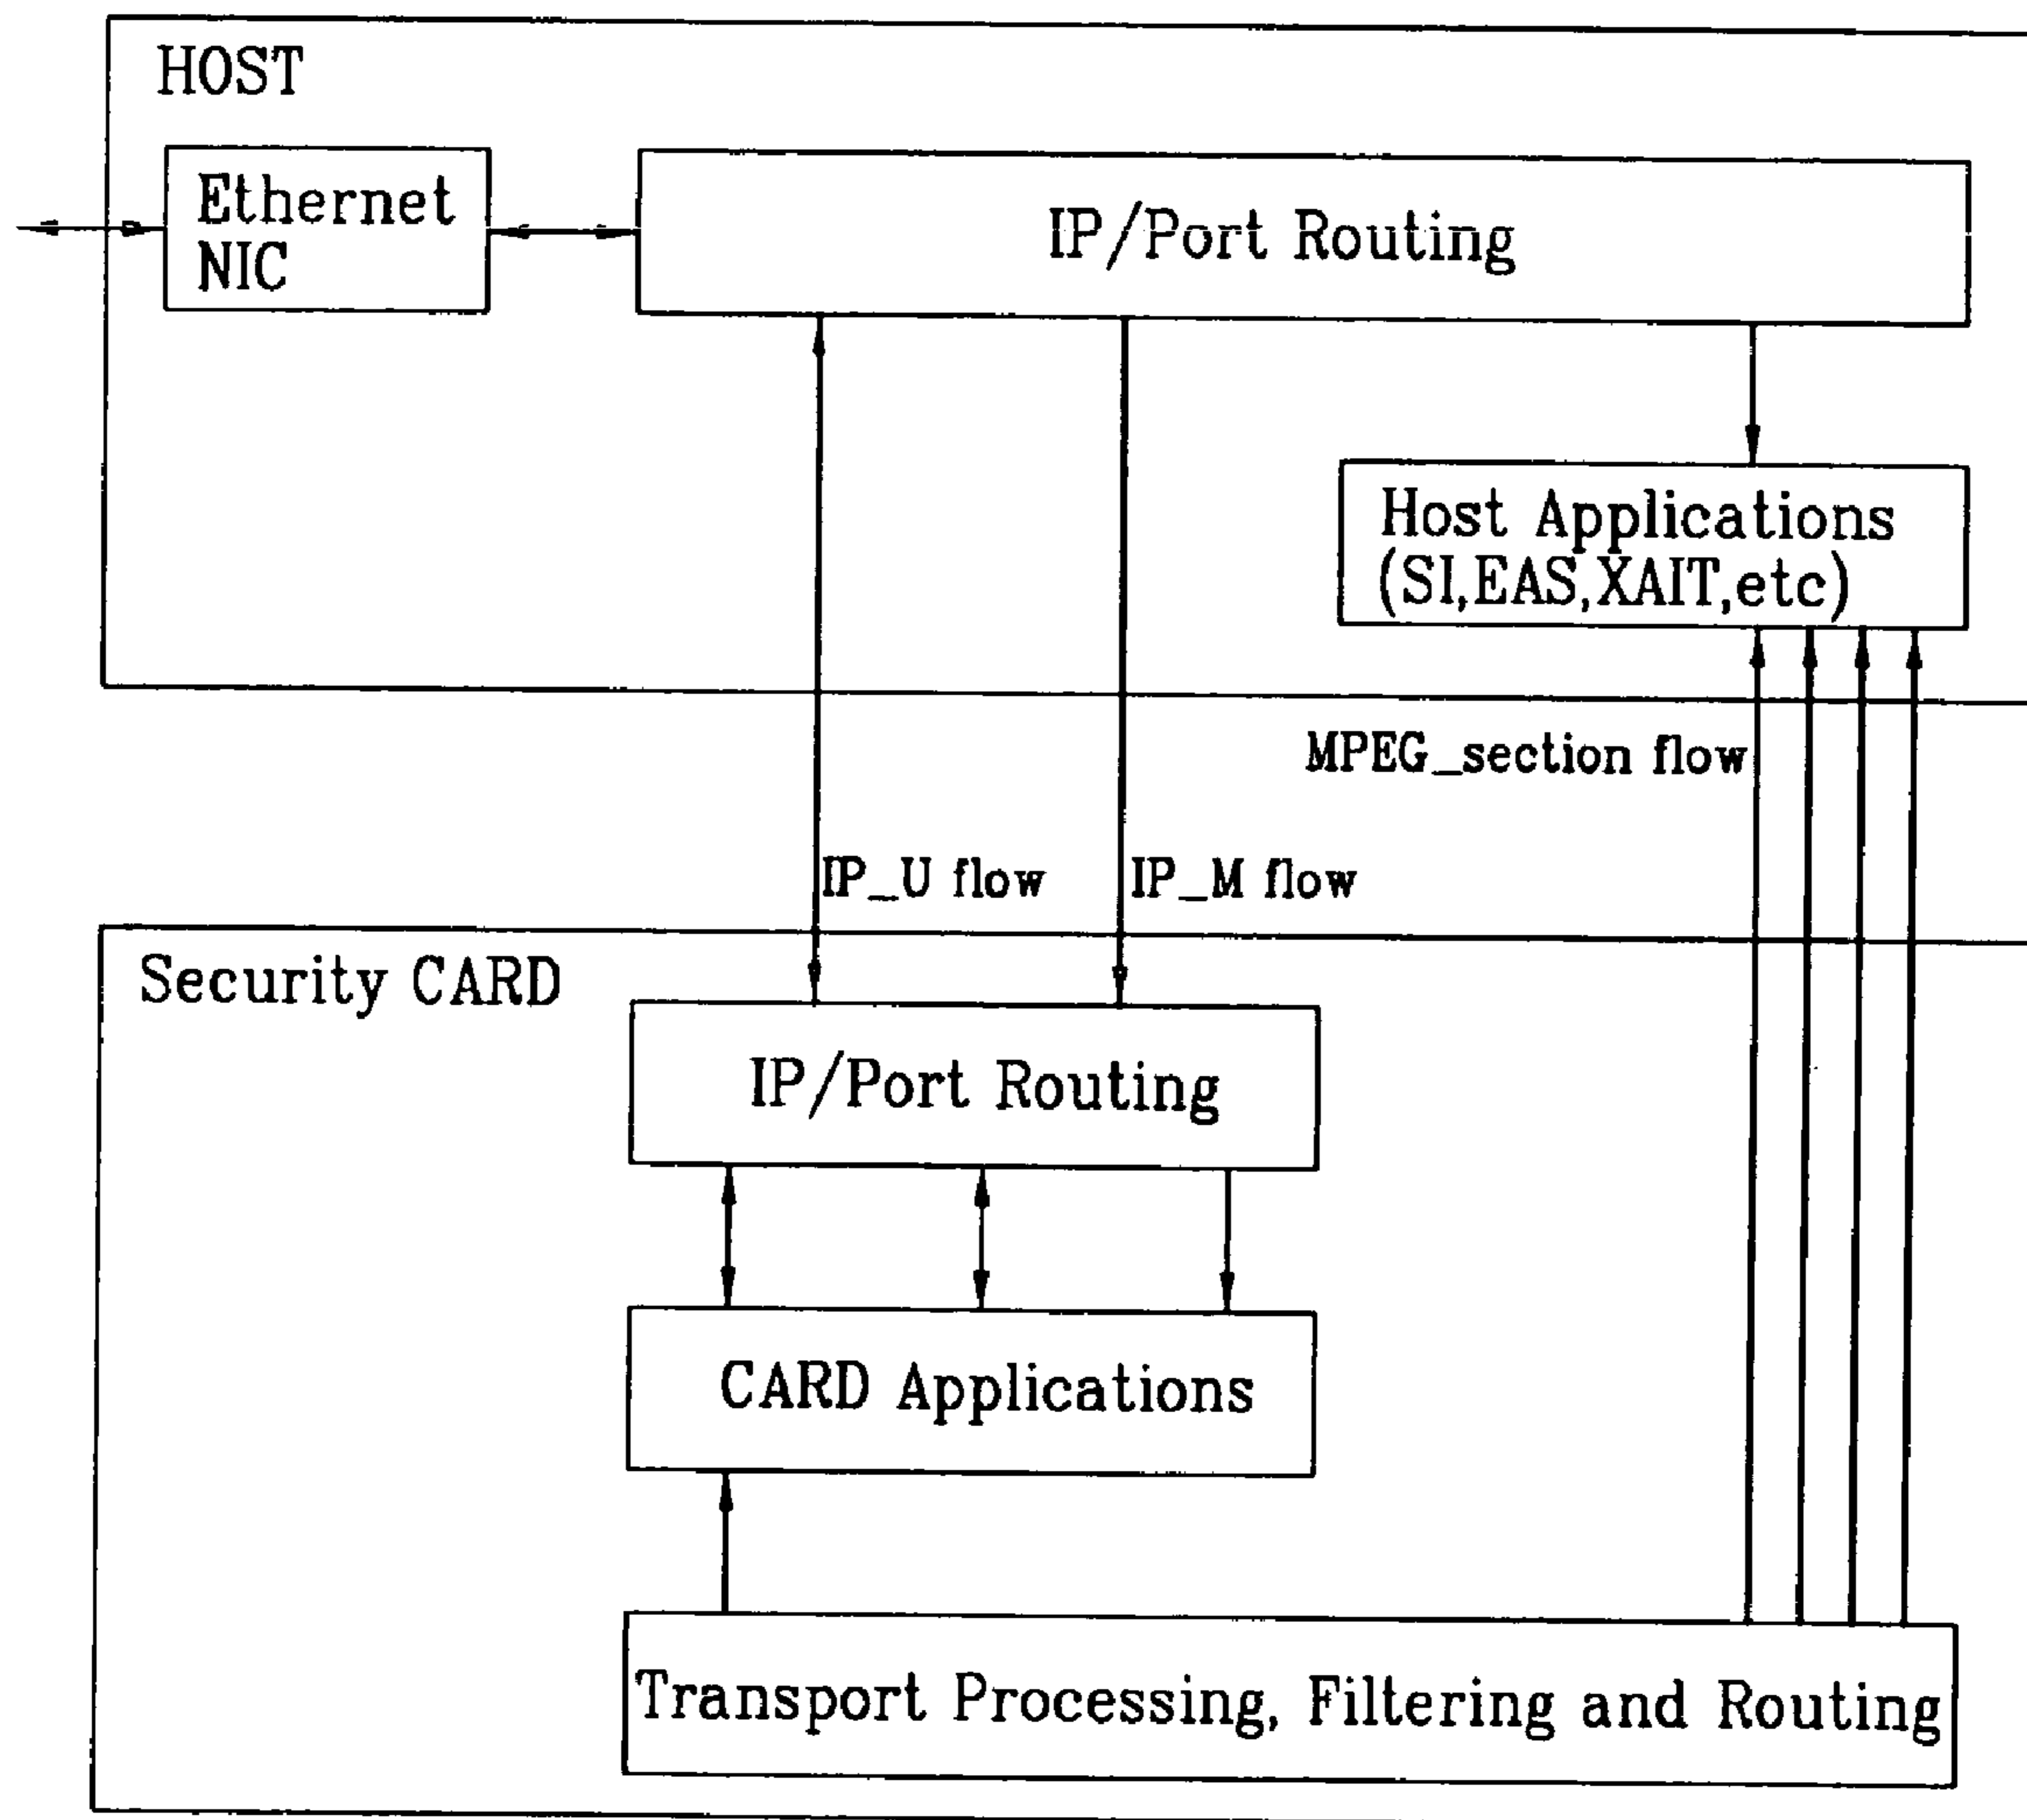 HOST
Ethernet
NIC
IP/Port Routing
Host Applications
(SI,EAS,XAIT,etc)
MPEG_section flow
IP_U flow
IP_M flow
Security CARD
IP/Port Routing
CARD Applications
Transport Processing, Filtering and Routing